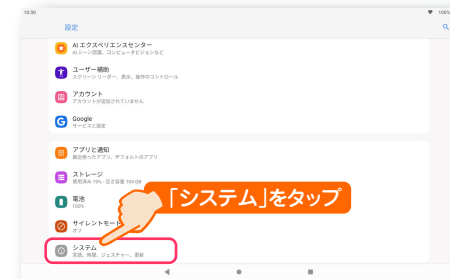 10:30
100%
設定
AI エクスペリエンスセンター
AI シーン認識、コンピュータビジョンなど
ユーザー補助
スクリーン リーダー、表示、操作のコントロール
アカウント
アカウントが追加されていません
Google
サービスと設定
アプリと通知
最近使ったアプリ、デフォルトのアプリ
ストレージ
使用済み 19% - 空き容量 104 GB
電池
100%
「システム」をタップ
サイレントモード
オフ
システム
言語、時間、ジェスチャー、更新